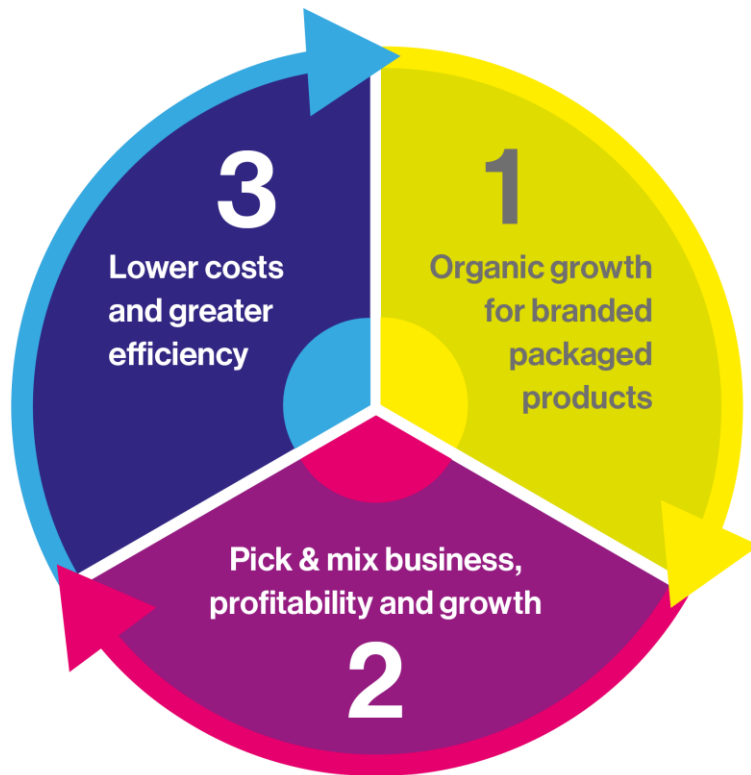 1
Organic growth
for branded
packaged
products
Pick & mix business,
profitability and growth
2
3
Lower costs
and greater
efficiency